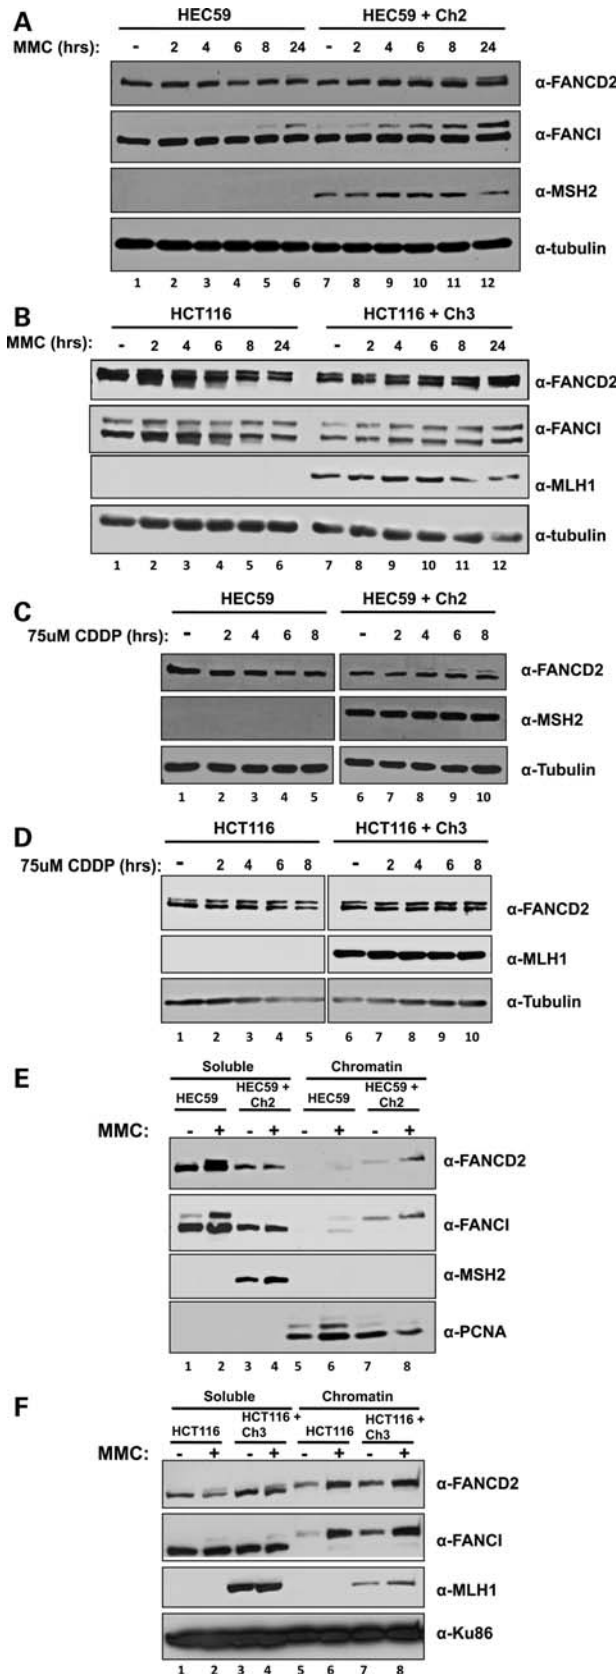 A
HEC59 HEC59 + Ch2
MMC (hrs): - 2 4 6 8 24 - 2 4 6 8 24
α-FANCD2
α-FANCI
α-MSH2
α-tubulin
1 2 3 4 5 6 7 8 9 10 11 12
B
HCT116 HCT116 + Ch3
MMC (hrs): - 2 4 6 8 24 - 2 4 6 8 24
α-FANCD2
α-FANCI
α-MLH1
α-tubulin
1 2 3 4 5 6 7 8 9 10 11 12
C
HEC59 HEC59 + Ch2
75uM CDDP (hrs): - 2 4 6 8 - 2 4 6 8
α-FANCD2
α-MSH2
α-Tubulin
1 2 3 4 5 6 7 8 9 10
D
HCT116 HCT116 + Ch3
75uM CDDP (hrs): - 2 4 6 8 - 2 4 6 8
α-FANCD2
α-MLH1
α-Tubulin
1 2 3 4 5 6 7 8 9 10
E
Soluble Chromatin
HEC59 HEC59 + Ch2 HEC59 HEC59 + Ch2
MMC: - + - + - + - +
α-FANCD2
α-FANCI
α-MSH2
α-PCNA
1 2 3 4 5 6 7 8
F
Soluble Chromatin
HCT116 HCT116 + Ch3 HCT116 HCT116 + Ch3
MMC: - + - + - + - +
α-FANCD2
α-FANCI
α-MLH1
α-Ku86
1 2 3 4 5 6 7 8